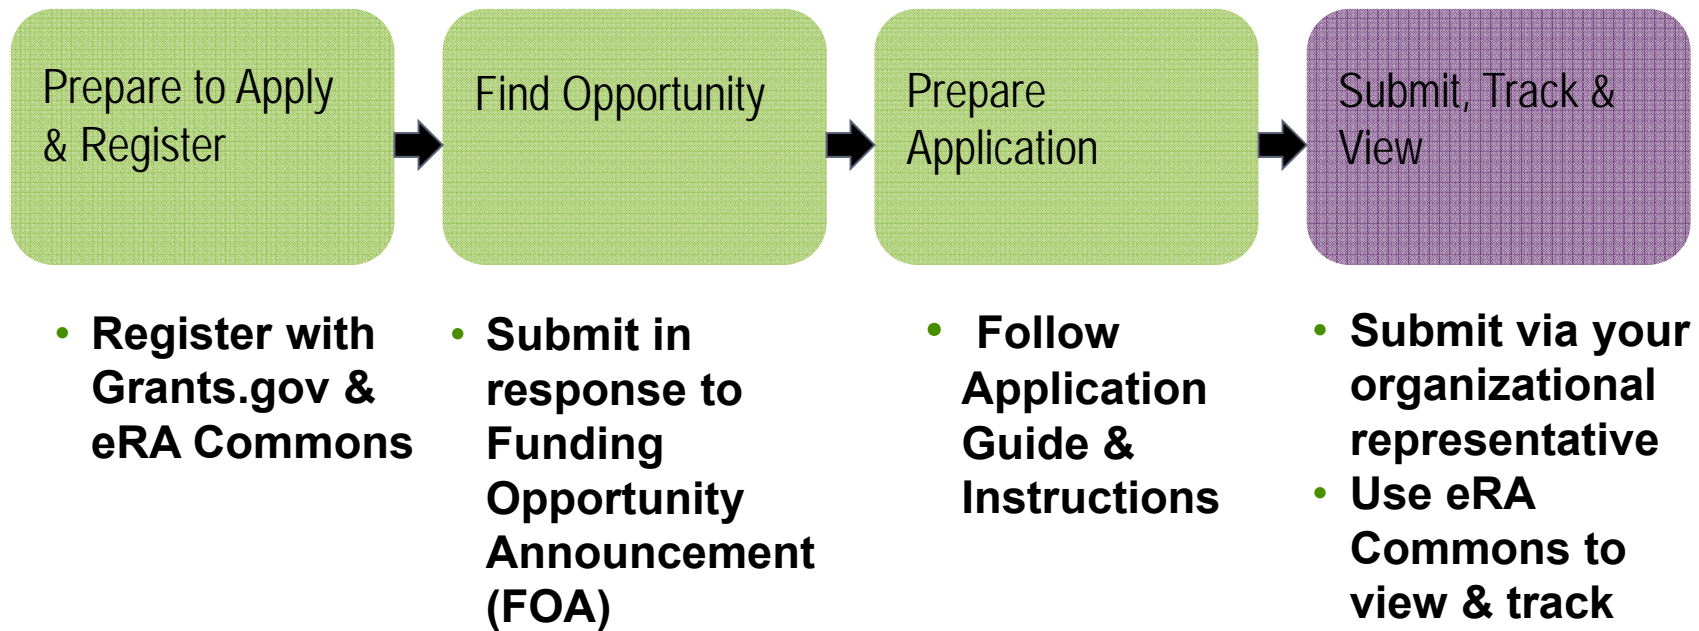 Prepare to Apply
& Register
Find Opportunity
Prepare
Application
Submit, Track &
View
• Register with
Grants.gov &
eRA Commons
• Submit in
response to
Funding
Opportunity
Announcement
(FOA)
• Follow
Application
Guide &
Instructions
• Submit via your
organizational
representative
• Use eRA
Commons to
view & track